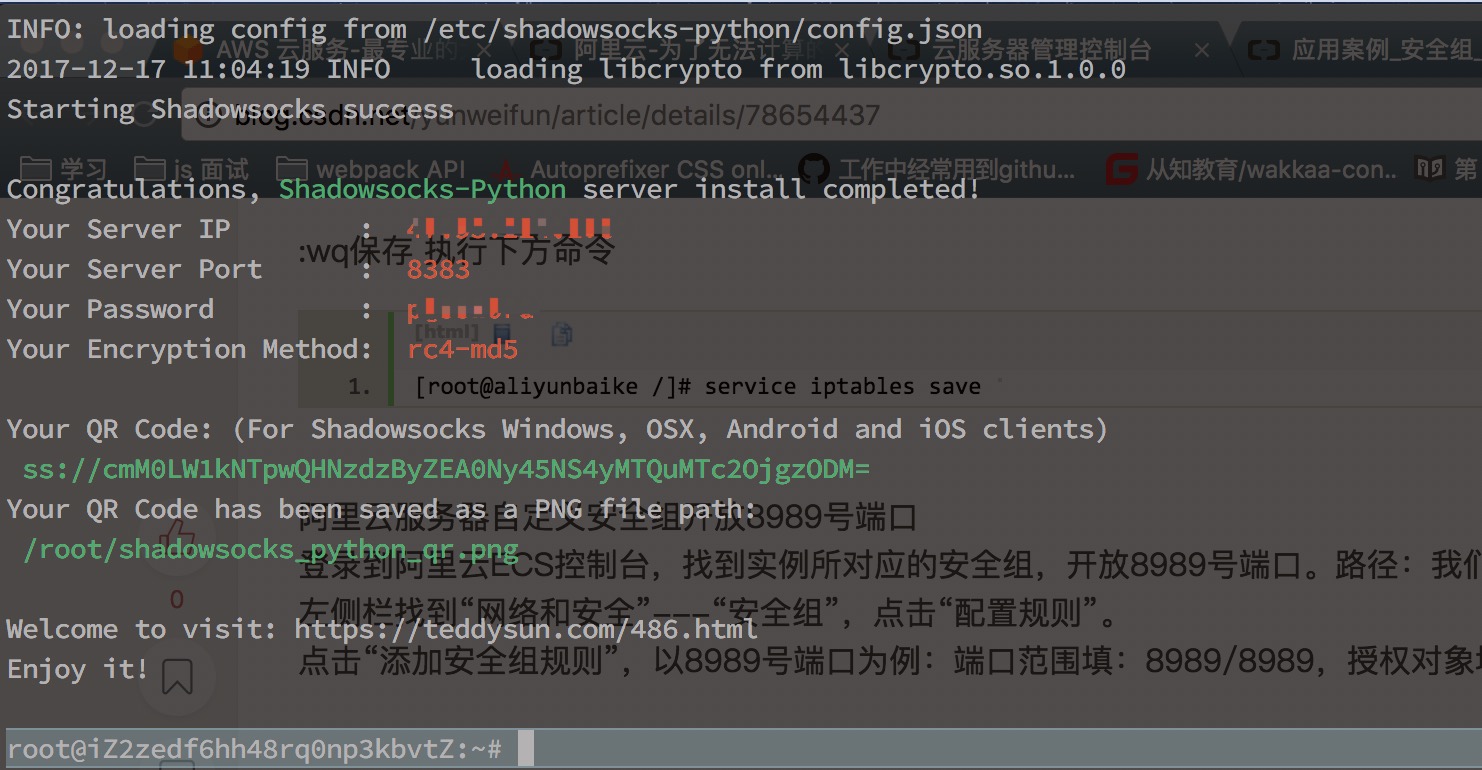 INFO: loading config from /etc/shadowsocks-python/config.json
AWS 云服务-最专业的
阿里云-为了无法计算的
云服务器管理控制台
应用案例_安全组_
2017-12-17 11:04:19 INFO     loading libcrypto from libcrypto.so.1.0.0
Starting Shadowsocks success
blog.csdn.net/yanweifun/article/details/78654437
学习
js 面试
webpack API
Autoprefixer CSS onl...
工作中经常用到githu...
从知教育/wakkaa-con...
第
Congratulations, Shadowsocks-Python server install completed!
Your Server IP        :
:wq保存 执行下方命令
Your Server Port      : 8383
Your Password         :
[html]
Your Encryption Method: rc4-md5
1. [root@aliyunbaike /]# service iptables save
Your QR Code: (For Shadowsocks Windows, OSX, Android and iOS clients)
ss://cmM0LW1kNTpwQHNzdzByZEA0Ny45NS4yMTQuMTc2OjgzODM=
Your QR Code has been saved as a PNG file path:
阿里云服务器自定义安全组开放8989号端口
/root/shadowsocks_python_qr.png
登录到阿里云ECS控制台，找到实例所对应的安全组，开放8989号端口。路径：我们
0
左侧栏找到“网络和安全”---“安全组”，点击“配置规则”。
Welcome to visit: https://teddysun.com/486.html
Enjoy it!
点击“添加安全组规则”，以8989号端口为例：端口范围填：8989/8989，授权对象
root@iZ2zedf6hh48rq0np3kbvtZ:~#